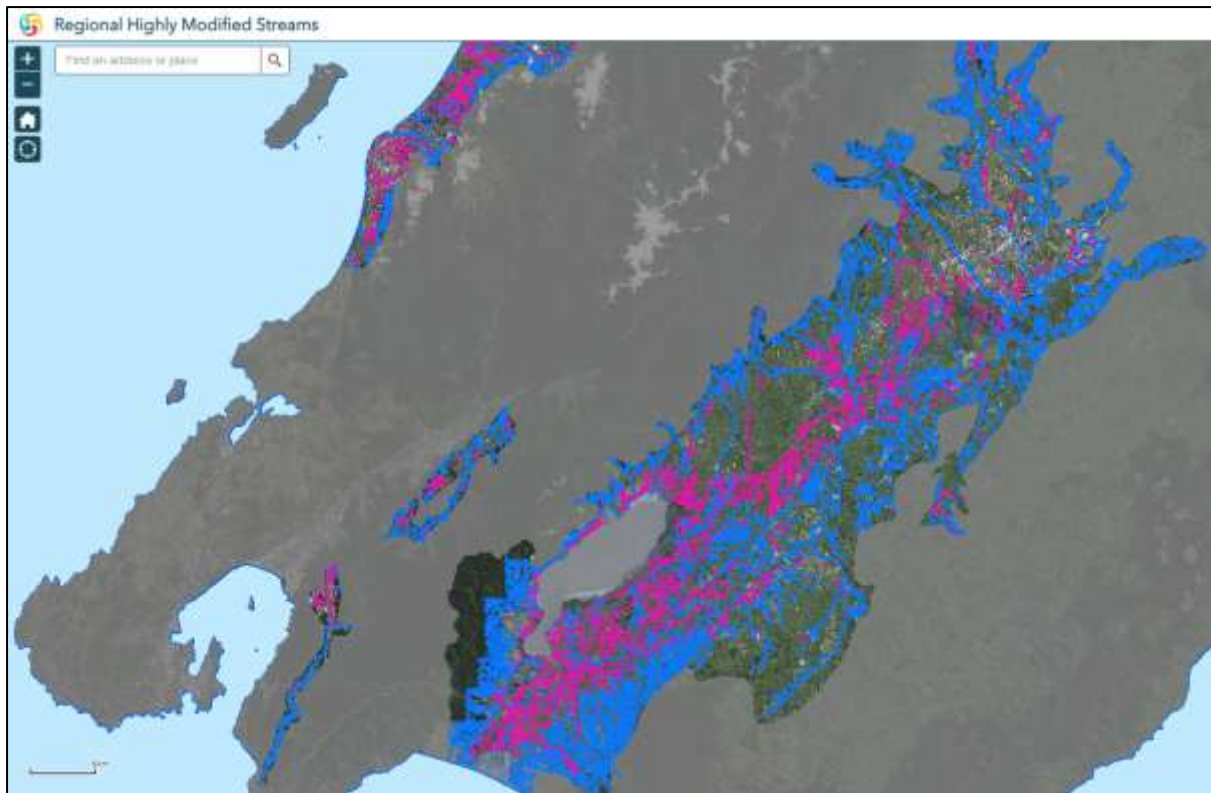 Regional Highly Modified Streams
+
Find an address or place
−